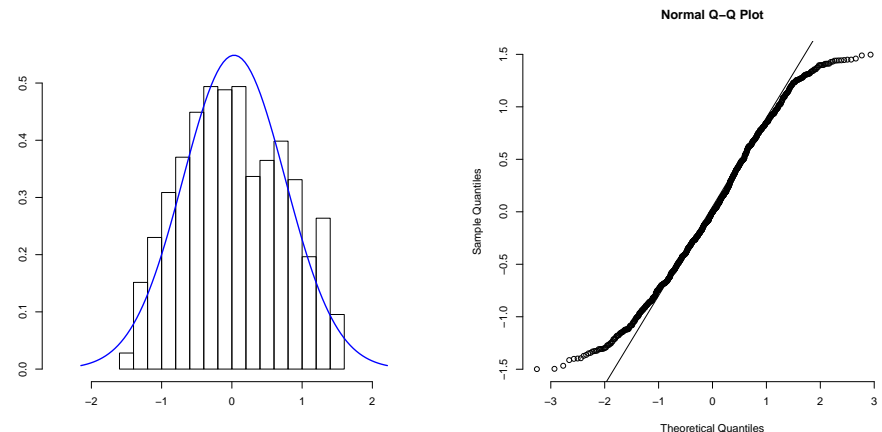 0.0 0.1 0.2 0.3 0.4 0.5
−2 −1 0 1 2
Normal Q−Q Plot
Sample Quantiles
−1.5 −1.0 −0.5 0.0 0.5 1.0 1.5
−3 −2 −1 0 1 2 3
Theoretical Quantiles